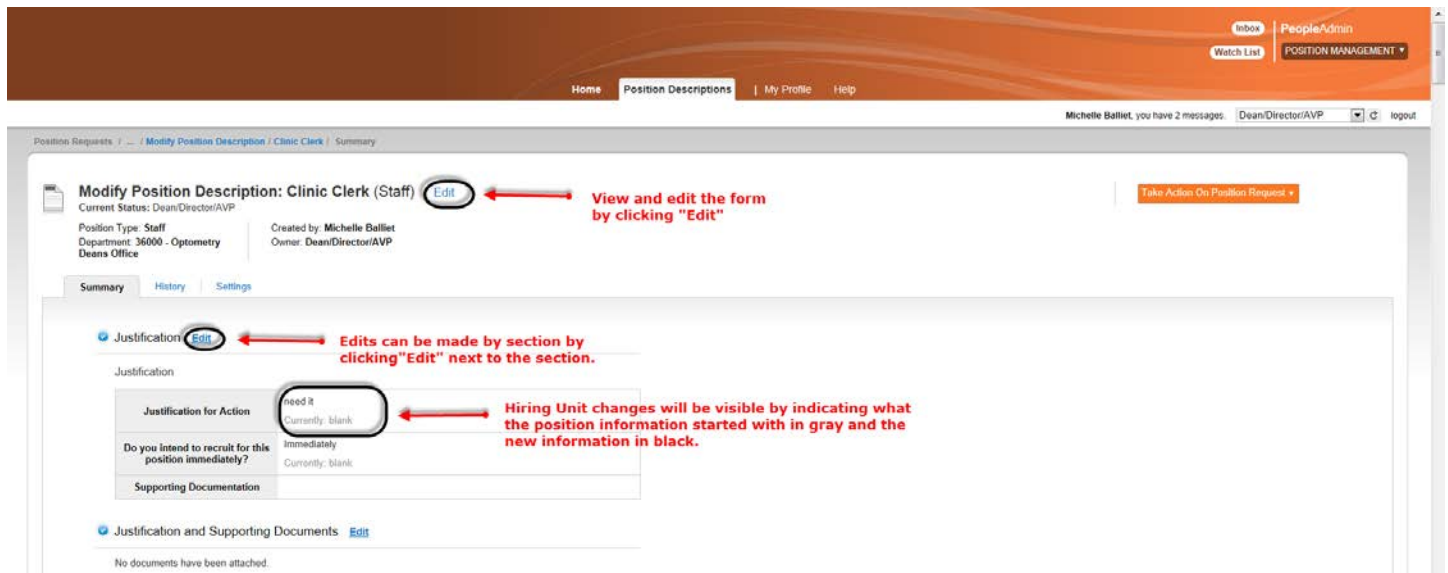 Inbox PeopleAdmin
Watch List POSITION MANAGEMENT
Home Position Descriptions | My Profile Help
Michelle Balliet, you have 2 messages. Dean/Director/AVP logout
Position Requests / ... / Modify Position Description / Clinic Clerk / Summary
Modify Position Description: Clinic Clerk (Staff) Edit
Current Status: Dean/Director/AVP
Position Type: Staff
Department: 36000 - Optometry
Deans Office
Created by: Michelle Balliet
Owner: Dean/Director/AVP
View and edit the form
by clicking "Edit"
Take Action On Position Request
Summary History Settings
Justification Edit
Edits can be made by section by
clicking"Edit" next to the section.
Justification
Justification for Action
need it
Currently: blank
Hiring Unit changes will be visible by indicating what
the position information started with in gray and the
new information in black.
Do you intend to recruit for this
position immediately?
Immediately
Currently: blank
Supporting Documentation
Justification and Supporting Documents Edit
No documents have been attached.